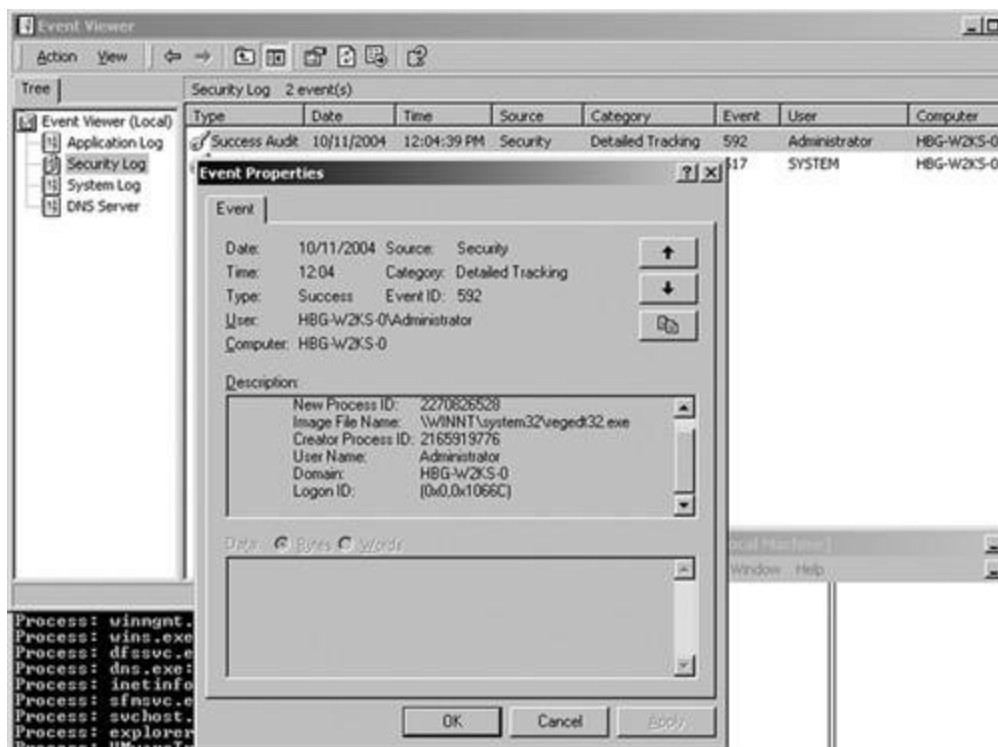 Event Viewer
Action View
Tree
Security Log 2 event(s)
Event Viewer (Local)
Application Log
Security Log
System Log
DNS Server
Type Date Time Source Category Event User Computer
Success Audit 10/11/2004 12:04:39 PM Security Detailed Tracking 592 Administrator HBG-W2KS-0
517 SYSTEM HBG-W2KS-0
Event Properties
Event
Date: 10/11/2004 Source: Security
Time: 12:04 Category: Detailed Tracking
Type: Success Event ID: 592
User: HBG-W2KS-0\Administrator
Computer: HBG-W2KS-0
Description:
New Process ID: 2270826528
Image File Name: \WINNT\system32\regedt32.exe
Creator Process ID: 2165919776
User Name: Administrator
Domain: HBG-W2KS-0
Logon ID: (0x0,0x1066C)
Data: Bytes Words
ocal Machine]
Window Help
OK Cancel Apply
Process: winmgmt.
Process: wins.exe
Process: dfssvc.e
Process: dns.exe:
Process: inetinfo
Process: sfmsvc.e
Process: svchost.
Process: explorer